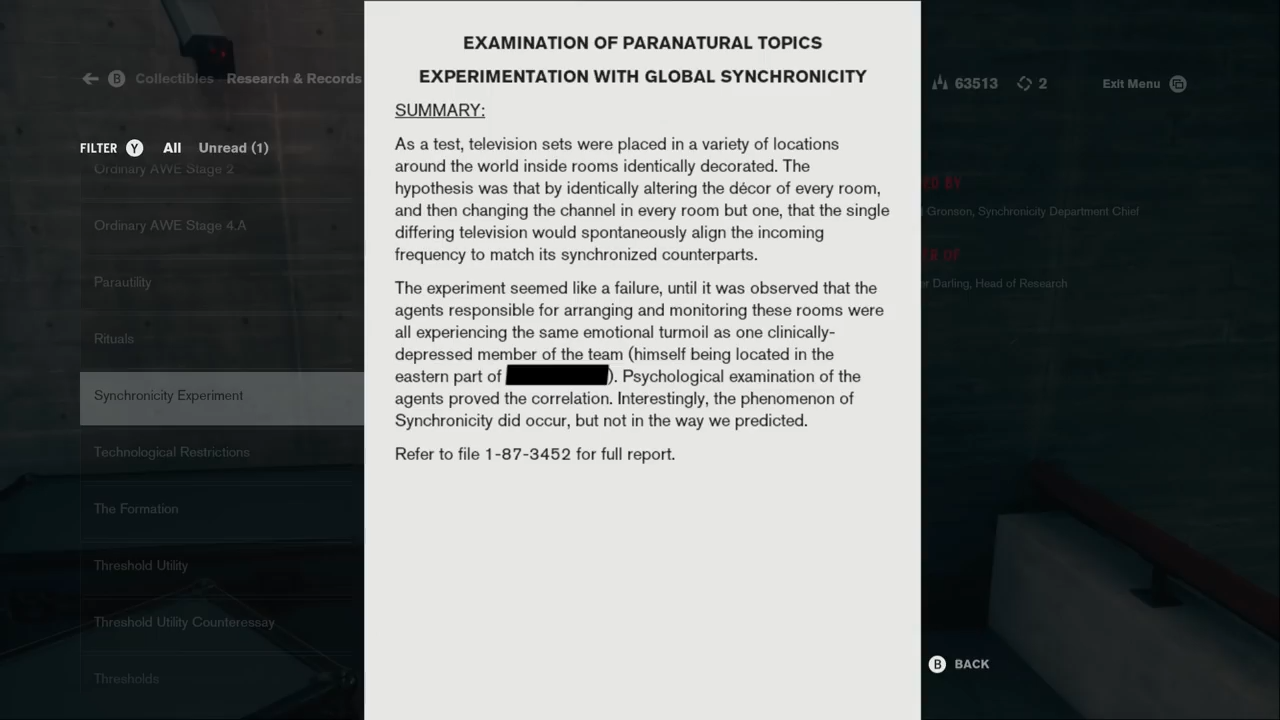 EXAMINATION OF PARANATURAL TOPICS
EXPERIMENTATION WITH GLOBAL SYNCHRONICITY
SUMMARY:
As a test, television sets were placed in a variety of locations
around the world inside rooms identically decorated. The
hypothesis was that by identically altering the décor of every room,
and then changing the channel in every room but one, that the single
differing television would spontaneously align the incoming
frequency to match its synchronized counterparts.
The experiment seemed like a failure, until it was observed that the
agents responsible for arranging and monitoring these rooms were
all experiencing the same emotional turmoil as one clinically-
depressed member of the team (himself being located in the
eastern part of ). Psychological examination of the
agents proved the correlation. Interestingly, the phenomenon of
Synchronicity did occur, but not in the way we predicted.
Refer to file 1-87-3452 for full report.
B Collectibles Research & Records
63513
2
Exit Menu
FILTER Y All Unread (1)
Ordinary AWE Stage 2
Ordinary AWE Stage 4.A
Parautility
Rituals
Synchronicity Experiment
Technological Restrictions
The Formation
Threshold Utility
Threshold Utility Counteressay
Thresholds
BY
Gronson, Synchronicity Department Chief
OF
Darling, Head of Research
B BACK